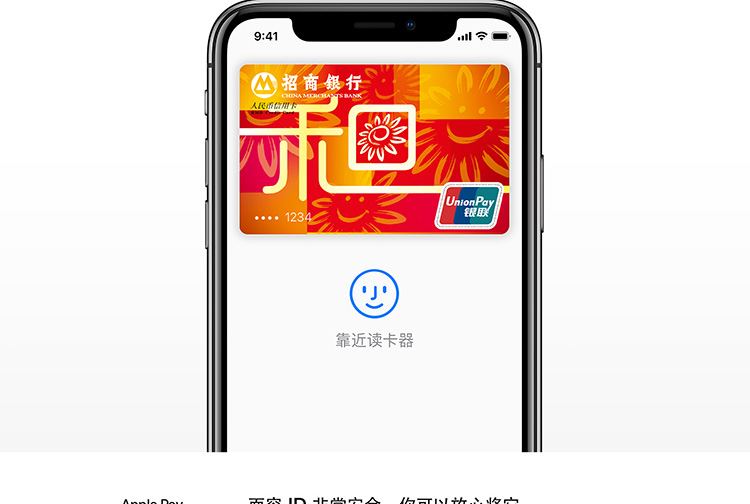 9:41
招商银行
CHINA MERCHANTS BANK
人民币信用卡
和
•••• 1234
UnionPay
银联
靠近读卡器
Apple Pay
面容 ID 非常安全，你可以放心将它